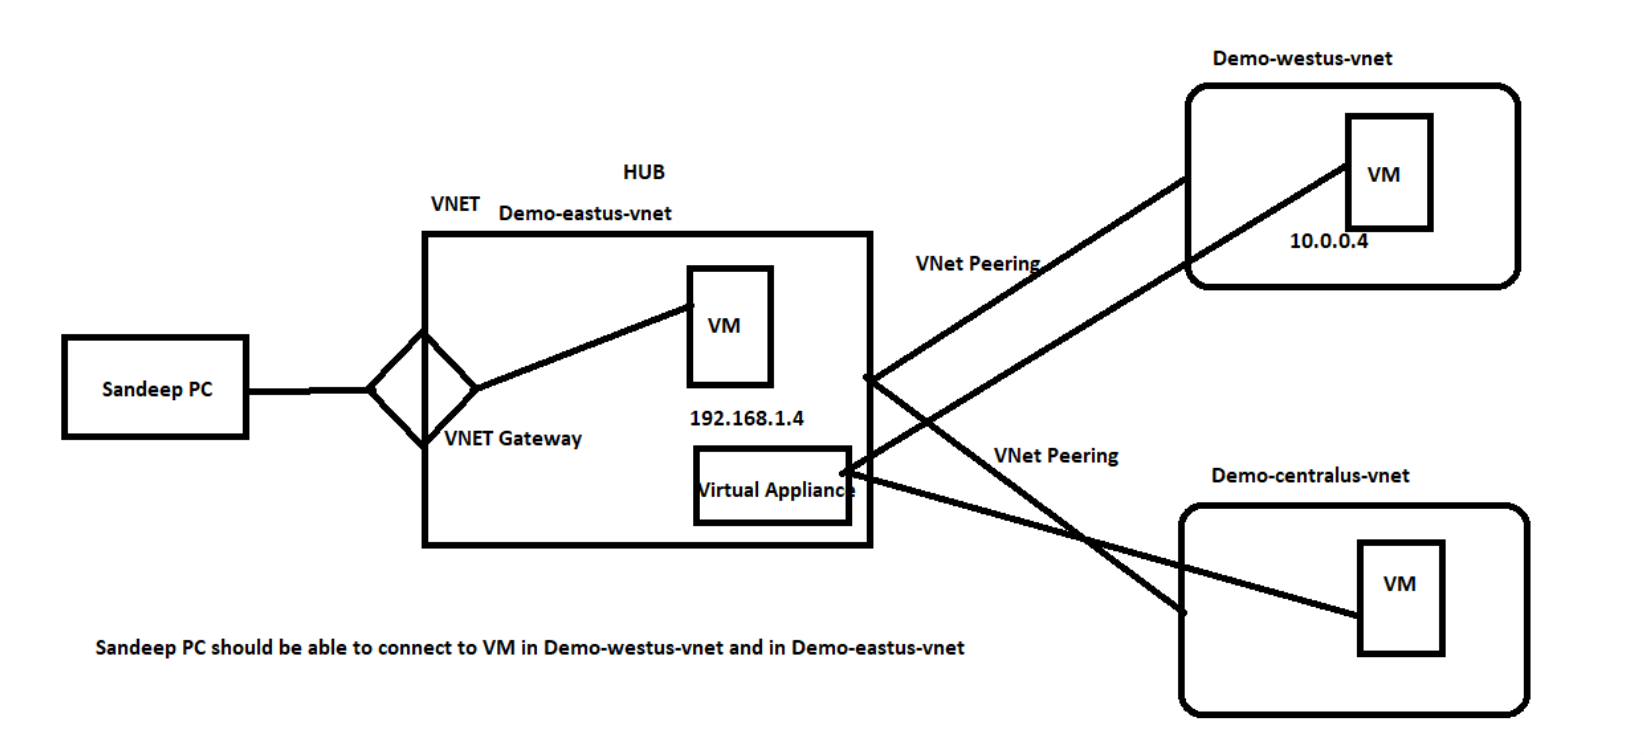 Demo-westus-vnet
VM
10.0.0.4
HUB
VNET
Demo-eastus-vnet
VNet Peering
VM
Sandeep PC
192.168.1.4
VNET Gateway
VNet Peering
Virtual Appliance
Demo-centralus-vnet
VM
Sandeep PC should be able to connect to VM in Demo-westus-vnet and in Demo-eastus-vnet